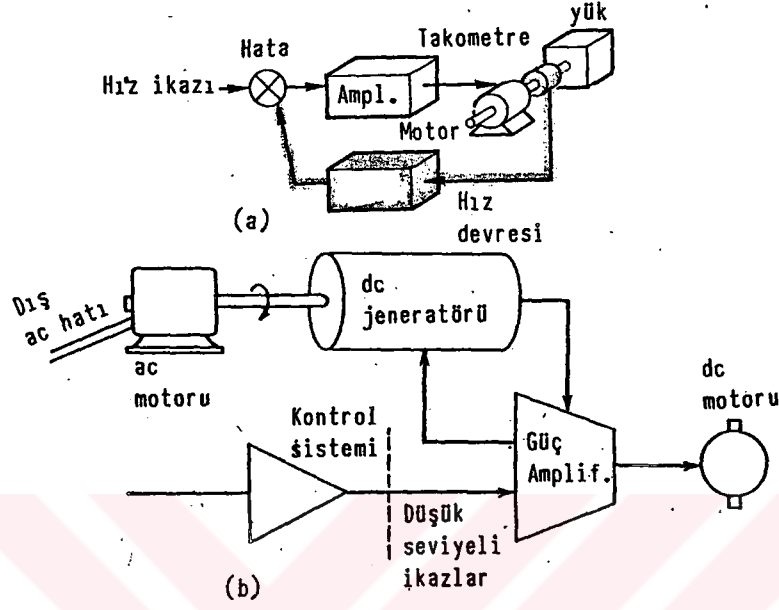 yük
Takometre
Hata
Hız ikazı
Ampl.
Motor
Hız
devresi
(a)
Dış
ac hatı
dc
jeneratörü
ac
motoru
dc
motoru
Kontrol
sistemi
Güç
Amplif.
Düşük
seviyeli
ikazlar
(b)